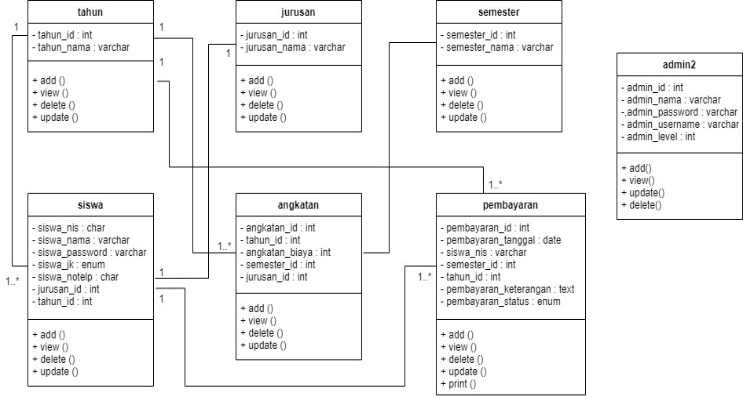 tahun
- tahun_id : int
- tahun_nama : varchar
+ add ()
+ view ()
+ delete ()
+ update ()
jurusan
- jurusan_id : int
- jurusan_nama : varchar
+ add ()
+ view ()
+ delete ()
+ update ()
semester
- semester_id : int
- semester_nama : varchar
+ add ()
+ view ()
+ delete ()
+ update ()
admin2
- admin_id : int
- admin_nama : varchar
-,admin_password : varchar
- admin_username : varchar
- admin_level : int
+ add()
+ view()
+ update()
+ delete()
1
1
1
1
siswa
- siswa_nis : char
- siswa_nama : varchar
- siswa_password : varchar
- siswa_jk : enum
- siswa_notelp : char
- jurusan_id : int
- tahun_id : int
+ add ()
+ view ()
+ delete ()
+ update ()
angkatan
- angkatan_id : int
- tahun_id : int
- angkatan_biaya : int
- semester_id : int
- jurusan_id : int
+ add ()
+ view ()
+ delete ()
+ update ()
pembayaran
- pembayaran_id : int
- pembayaran_tanggal : date
- siswa_nis : varchar
- semester_id : int
- tahun_id : int
- pembayaran_keterangan : text
- pembayaran_status : enum
+ add ()
+ view ()
+ delete ()
+ update ()
+ print ()
1..*
1..*
1..*
1..*
1
1